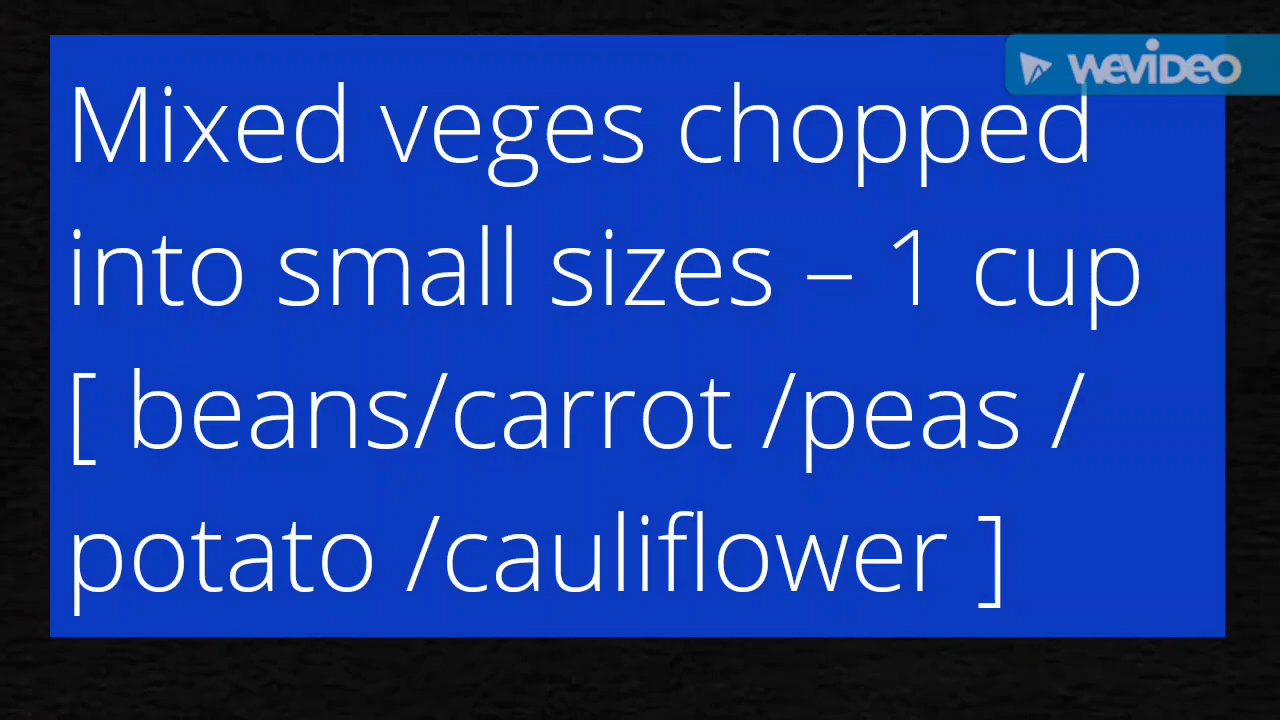 WEVIDEO
Mixed veges chopped
into small sizes – 1 cup
[ beans/carrot /peas /
potato /cauliflower ]